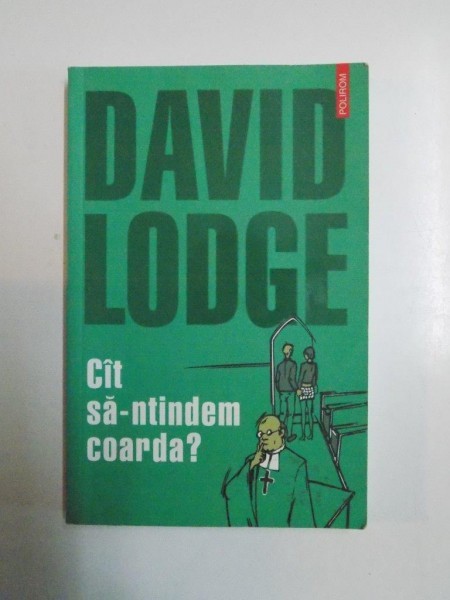 DAVID
LODGE
POLIROM
Cît
să-ntindem
coarda?